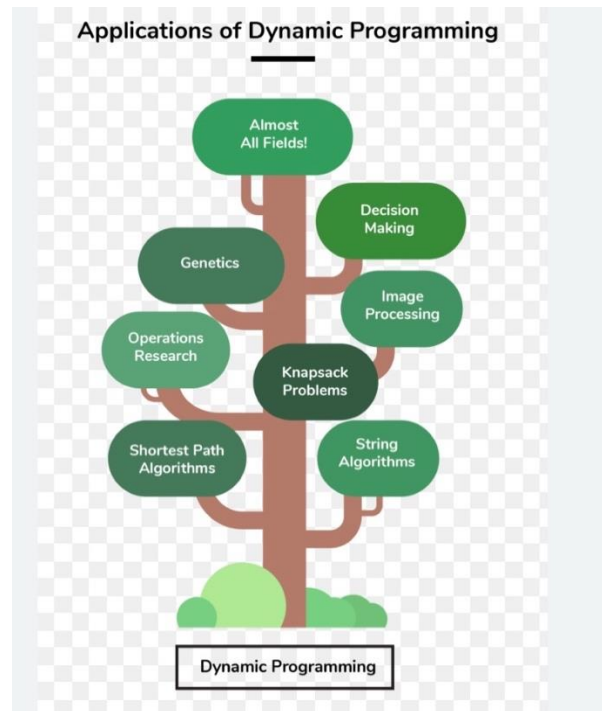 Applications of Dynamic Programming
Almost
All Fields!
Decision
Making
Genetics
Image
Processing
Operations
Research
Knapsack
Problems
Shortest Path
Algorithms
String
Algorithms
Dynamic Programming